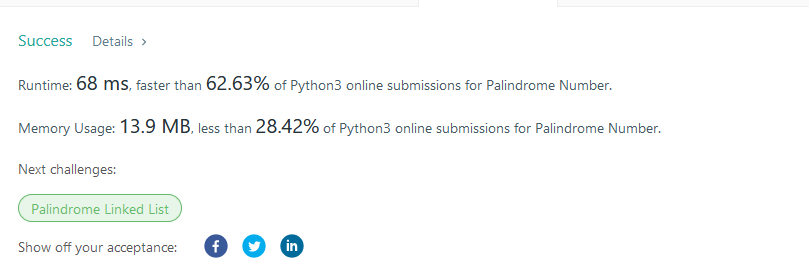 Success Details >
Runtime: 68 ms, faster than 62.63% of Python3 online submissions for Palindrome Number.
Memory Usage: 13.9 MB, less than 28.42% of Python3 online submissions for Palindrome Number.
Next challenges:
Palindrome Linked List
Show off your acceptance: